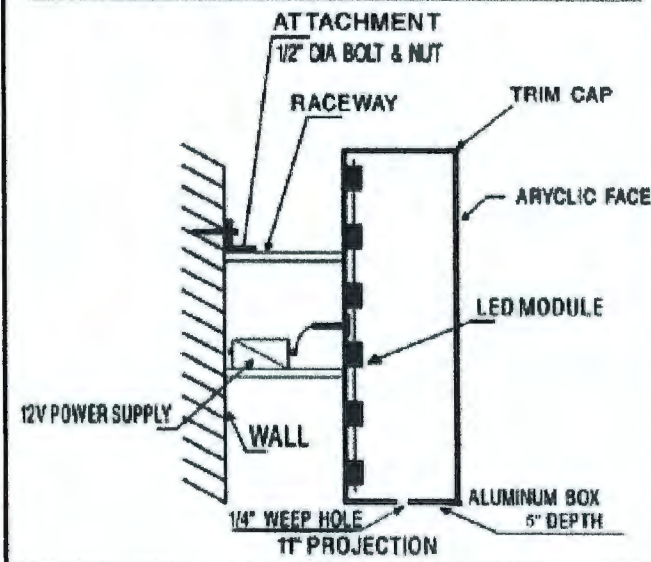 ATTACHMENT
1/2" DIA BOLT & NUT
RACEWAY
TRIM CAP
ARYCLIC FACE
LED MODULE
12V POWER SUPPLY
WALL
ALUMINUM BOX
5" DEPTH
1/4" WEEP HOLE
11" PROJECTION